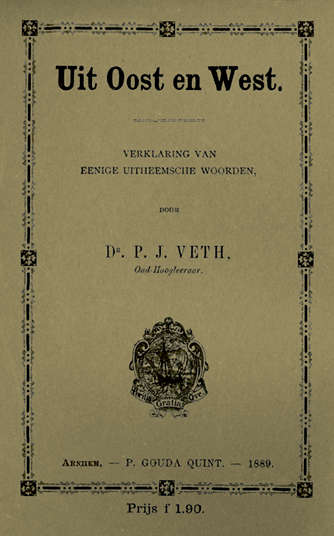 Uit Oost en West.
VERKLARING VAN
EENIGE UITHEEMSCHE WOORDEN,
DOOR
Dr. P. J. VETH,
Oud-Hoogleeraar.
Gratia
ARNHEM, — P. GOUDA QUINT. — 1889.
Prijs f 1.90.